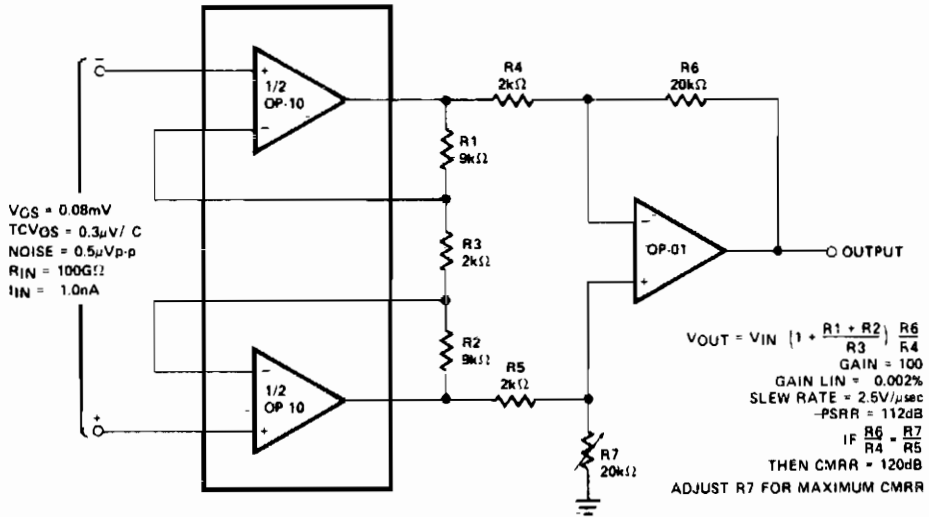 −
+
1/2
OP-10
−
R4
2kΩ
R6
20kΩ
R1
9kΩ
VOS = 0.08mV
TCVOS = 0.3μV/ C
NOISE = 0.5μVp-p
RIN = 100GΩ
IIN = 1.0nA
R3
2kΩ
−
OP-01
+
OUTPUT
R2
9kΩ
−
1/2
OP 10
+
+
R5
2kΩ
R7
20kΩ
VOUT = VIN (1 + R1 + R2 / R3) R6 / R4
GAIN = 100
GAIN LIN = 0.002%
SLEW RATE = 2.5V/μsec
-PSRR = 112dB
IF R6 / R4 = R7 / R5
THEN CMRR = 120dB
ADJUST R7 FOR MAXIMUM CMRR